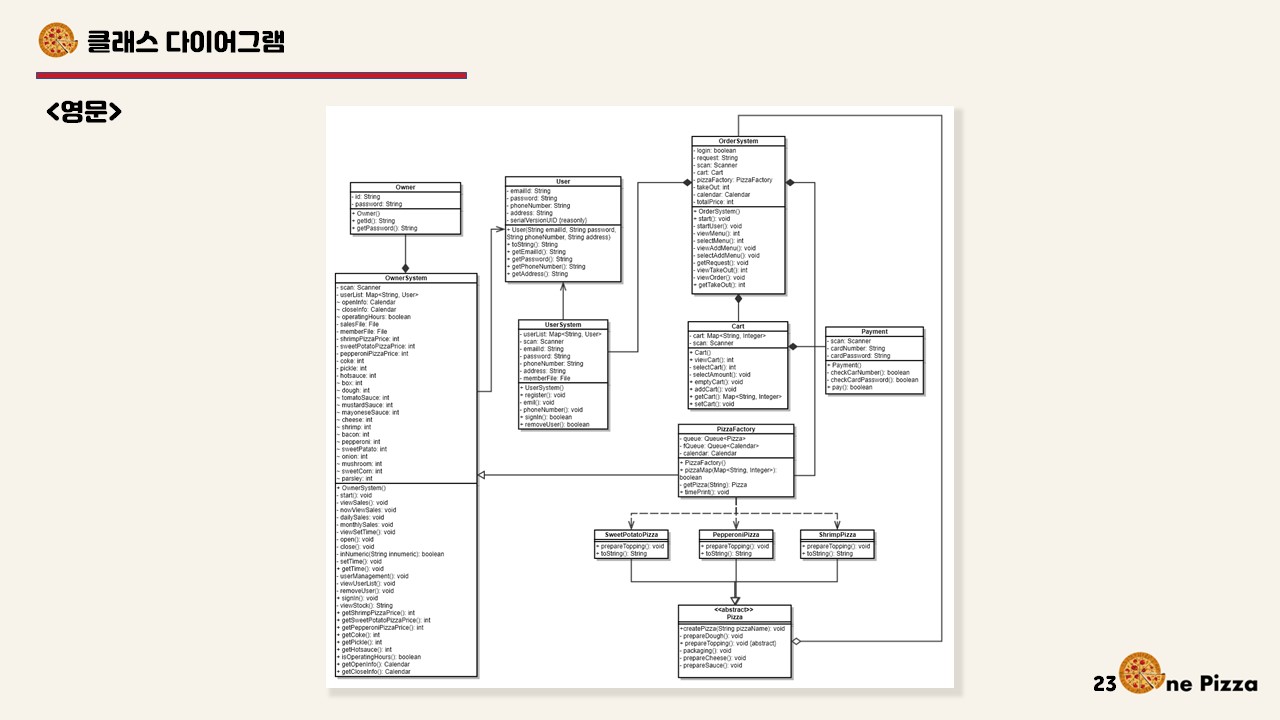 클래스 다이어그램
<영문>
Owner
- id: String
- password: String
+ Owner()
+ getId(): String
+ getPassword(): String
OwnerSystem
- scan: Scanner
- userList: Map<String, User>
~ openInfo: Calendar
~ closeInfo: Calendar
~ operatingHours: boolean
- salesFile: File
- memberFile: File
- shrimpPizzaPrice: int
- sweetPotatoPizzaPrice: int
- pepperoniPizzaPrice: int
- coke: int
- pickle: int
- hotsauce: int
~ box: int
~ dough: int
~ tomatoSauce: int
~ mustardSauce: int
~ mayoneseSauce: int
~ cheese: int
~ shrimp: int
~ bacon: int
~ pepperoni: int
~ sweetPatato: int
~ onion: int
~ mushroom: int
~ sweetCorn: int
~ parsley: int
+ OwnerSystem()
- start(): void
- viewSales(): void
- nowViewSales: void
- dailySales: void
- monthlySales: void
- viewSetTime(): void
- open(): void
- close(): void
- inNumeric(String innumeric): boolean
- setTime(): void
+ getTime(): void
- userManagement(): void
- viewUserList(): void
- removeUser(): void
+ signIn(): void
- viewStock(): String
+ getShrimpPizzaPrice(): int
+ getSweetPotatoPizzaPrice(): int
+ getPepperoniPizzaPrice(): int
+ getCoke(): int
+ getPickle(): int
+ getHotsauce(): int
+ isOperatingHours(): boolean
+ getOpenInfo(): Calendar
+ getCloseInfo(): Calendar
User
- emailId: String
- password: String
- phoneNumber: String
- address: String
- serialVersionUID {reasonly}
+ User(String emailId, String password,
String phoneNumber, String address)
+ toString(): String
+ getEmailId(): String
+ getPassword(): String
+ getPhoneNumber(): String
+ getAddress(): String
UserSystem
- userList: Map<String, User>
- scan: Scanner
- emailId: String
- password: String
- phoneNumber: String
- address: String
- memberFile: File
+ UserSystem()
+ register(): void
- emil(): void
- phoneNumber(): void
+ signIn(): boolean
+ removeUser(): boolean
OrderSystem
- login: boolean
- request: String
- scan: Scanner
- cart: Cart
- pizzaFactory: PizzaFactory
- takeOut: int
- calendar: Calendar
- totalPrice: int
+ OrderSystem()
+ start(): void
- startUser(): void
- viewMenu(): int
- selectMenu(): int
- viewAddMenu(): void
- selectAddMenu(): void
- getRequest(): void
- viewTakeOut(): int
- viewOrder(): void
+ getTakeOut(): int
Cart
- cart: Map<String, Integer>
- scan: Scanner
+ Cart()
+ viewCart(): int
- selectCart(): int
- selectAmount(): void
+ emptyCart(): void
+ addCart(): void
+ getCart(): Map<String, Integer>
+ setCart(): void
Payment
- scan: Scanner
- cardNumber: String
- cardPassword: String
+ Payment()
- checkCarNumber(): boolean
- checkCardPassword(): boolean
+ pay(): boolean
PizzaFactory
- queue: Queue<Pizza>
- fQueue: Queue<Calendar>
- calendar: Calendar
+ PizzaFactory()
+ pizzaMap(Map<String, Integer>):
boolean
- getPizza(String): Pizza
+ timePrint(): void
SweetPotatoPizza
+ prepareTopping(): void
+ toString(): String
PepperoniPizza
+ prepareTopping(): void
+ toString(): String
ShrimpPizza
+ prepareTopping(): void
+ toString(): String
<<abstract>>
Pizza
+createPizza(String pizzaName): void
- prepareDough(): void
+ prepareTopping(): void {abstract}
- packaging(): void
- prepareCheese(): void
- prepareSauce(): void
23 ne Pizza